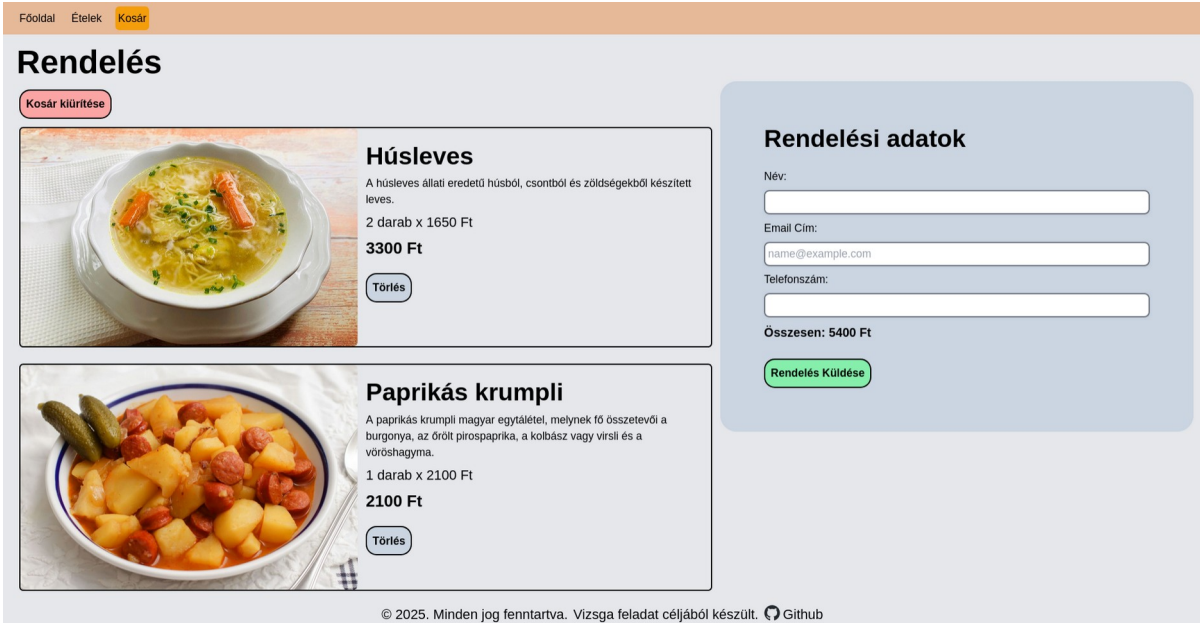 Főoldal Ételek Kosár
Rendelés
Kosár kiürítése
Húsleves
A húsleves állati eredetű húsból, csontból és zöldségekből készített
leves.
2 darab x 1650 Ft
3300 Ft
Törlés
Paprikás krumpli
A paprikás krumpli magyar egytálétel, melynek fő összetevői a
burgonya, az őrölt pirospaprika, a kolbász vagy virsli és a
vöröshagyma.
1 darab x 2100 Ft
2100 Ft
Törlés
Rendelési adatok
Név:
Email Cím:
name@example.com
Telefonszám:
Összesen: 5400 Ft
Rendelés Küldése
© 2025. Minden jog fenntartva. Vizsga feladat céljából készült. Github